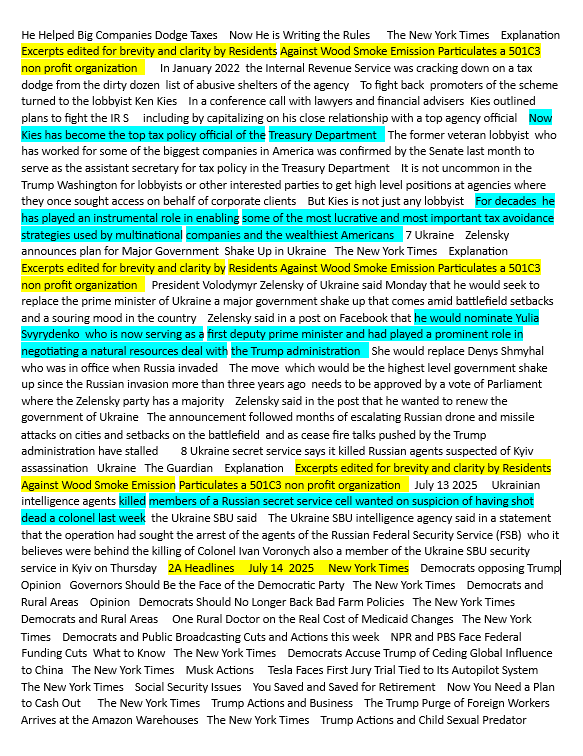 He Helped Big Companies Dodge Taxes Now He is Writing the Rules The New York Times Explanation
Excerpts edited for brevity and clarity by Residents Against Wood Smoke Emission Particulates a 501C3
non profit organization In January 2022 the Internal Revenue Service was cracking down on a tax
dodge from the dirty dozen list of abusive shelters of the agency To fight back promoters of the scheme
turned to the lobbyist Ken Kies In a conference call with lawyers and financial advisers Kies outlined
plans to fight the IR S including by capitalizing on his close relationship with a top agency official Now
Kies has become the top tax policy official of the Treasury Department The former veteran lobbyist who
has worked for some of the biggest companies in America was confirmed by the Senate last month to
serve as the assistant secretary for tax policy in the Treasury Department It is not uncommon in the
Trump Washington for lobbyists or other interested parties to get high level positions at agencies where
they once sought access on behalf of corporate clients But Kies is not just any lobbyist For decades he
has played an instrumental role in enabling some of the most lucrative and most important tax avoidance
strategies used by multinational companies and the wealthiest Americans 7 Ukraine Zelensky
announces plan for Major Government Shake Up in Ukraine The New York Times Explanation
Excerpts edited for brevity and clarity by Residents Against Wood Smoke Emission Particulates a 501C3
non profit organization President Volodymyr Zelensky of Ukraine said Monday that he would seek to
replace the prime minister of Ukraine a major government shake up that comes amid battlefield setbacks
and a souring mood in the country Zelensky said in a post on Facebook that he would nominate Yulia
Svyrydenko who is now serving as a first deputy prime minister and had played a prominent role in
negotiating a natural resources deal with the Trump administration She would replace Denys Shmyhal
who was in office when Russia invaded The move which would be the highest level government shake
up since the Russian invasion more than three years ago needs to be approved by a vote of Parliament
where the Zelensky party has a majority Zelensky said in the post that he wanted to renew the
government of Ukraine The announcement followed months of escalating Russian drone and missile
attacks on cities and setbacks on the battlefield and as cease fire talks pushed by the Trump
administration have stalled 8 Ukraine secret service says it killed Russian agents suspected of Kyiv
assassination Ukraine The Guardian Explanation Excerpts edited for brevity and clarity by Residents
Against Wood Smoke Emission Particulates a 501C3 non profit organization July 13 2025 Ukrainian
intelligence agents killed members of a Russian secret service cell wanted on suspicion of having shot
dead a colonel last week the Ukraine SBU said The Ukraine SBU intelligence agency said in a statement
that the operation had sought the arrest of the agents of the Russian Federal Security Service (FSB) who it
believes were behind the killing of Colonel Ivan Voronych also a member of the Ukraine SBU security
service in Kyiv on Thursday 2A Headlines July 14 2025 New York Times Democrats opposing Trump
Opinion Governors Should Be the Face of the Democratic Party The New York Times Democrats and
Rural Areas Opinion Democrats Should No Longer Back Bad Farm Policies The New York Times
Democrats and Rural Areas One Rural Doctor on the Real Cost of Medicaid Changes The New York
Times Democrats and Public Broadcasting Cuts and Actions this week NPR and PBS Face Federal
Funding Cuts What to Know The New York Times Democrats Accuse Trump of Ceding Global Influence
to China The New York Times Musk Actions Tesla Faces First Jury Trial Tied to Its Autopilot System
The New York Times Social Security Issues You Saved and Saved for Retirement Now You Need a Plan
to Cash Out The New York Times Trump Actions and Business The Trump Purge of Foreign Workers
Arrives at the Amazon Warehouses The New York Times Trump Actions and Child Sexual Predator